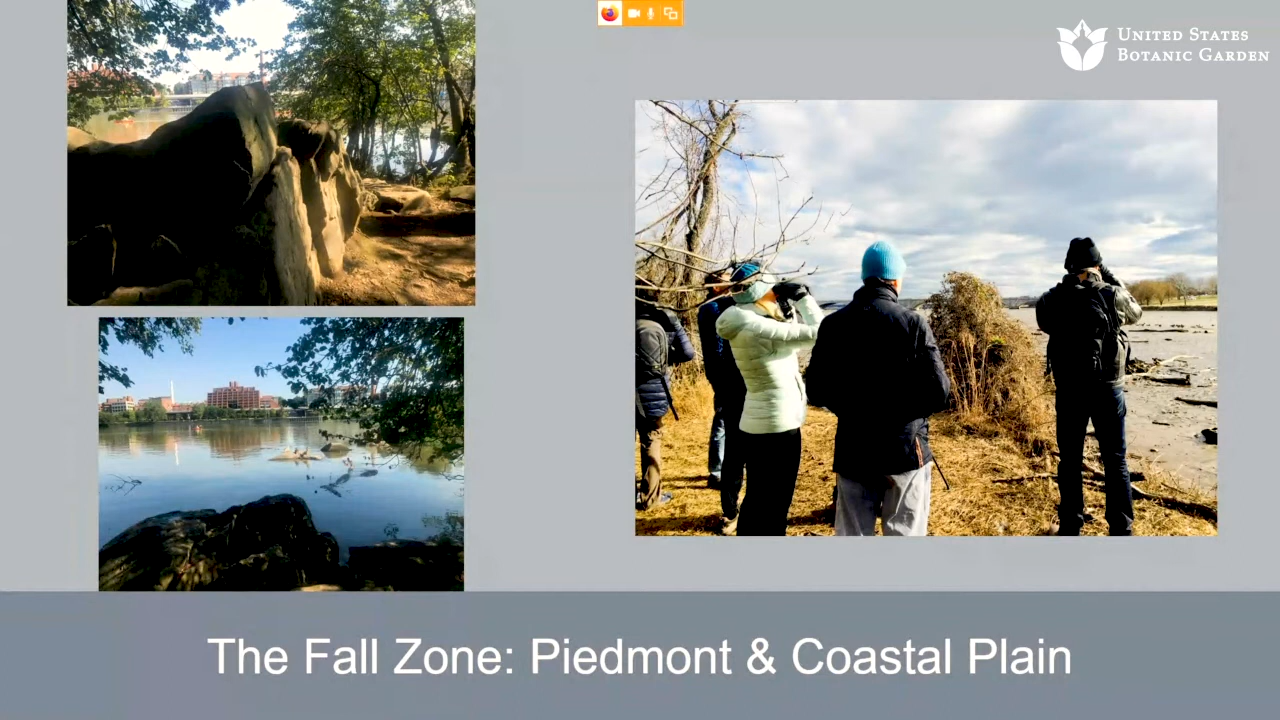 United States
Botanic Garden
The Fall Zone: Piedmont & Coastal Plain